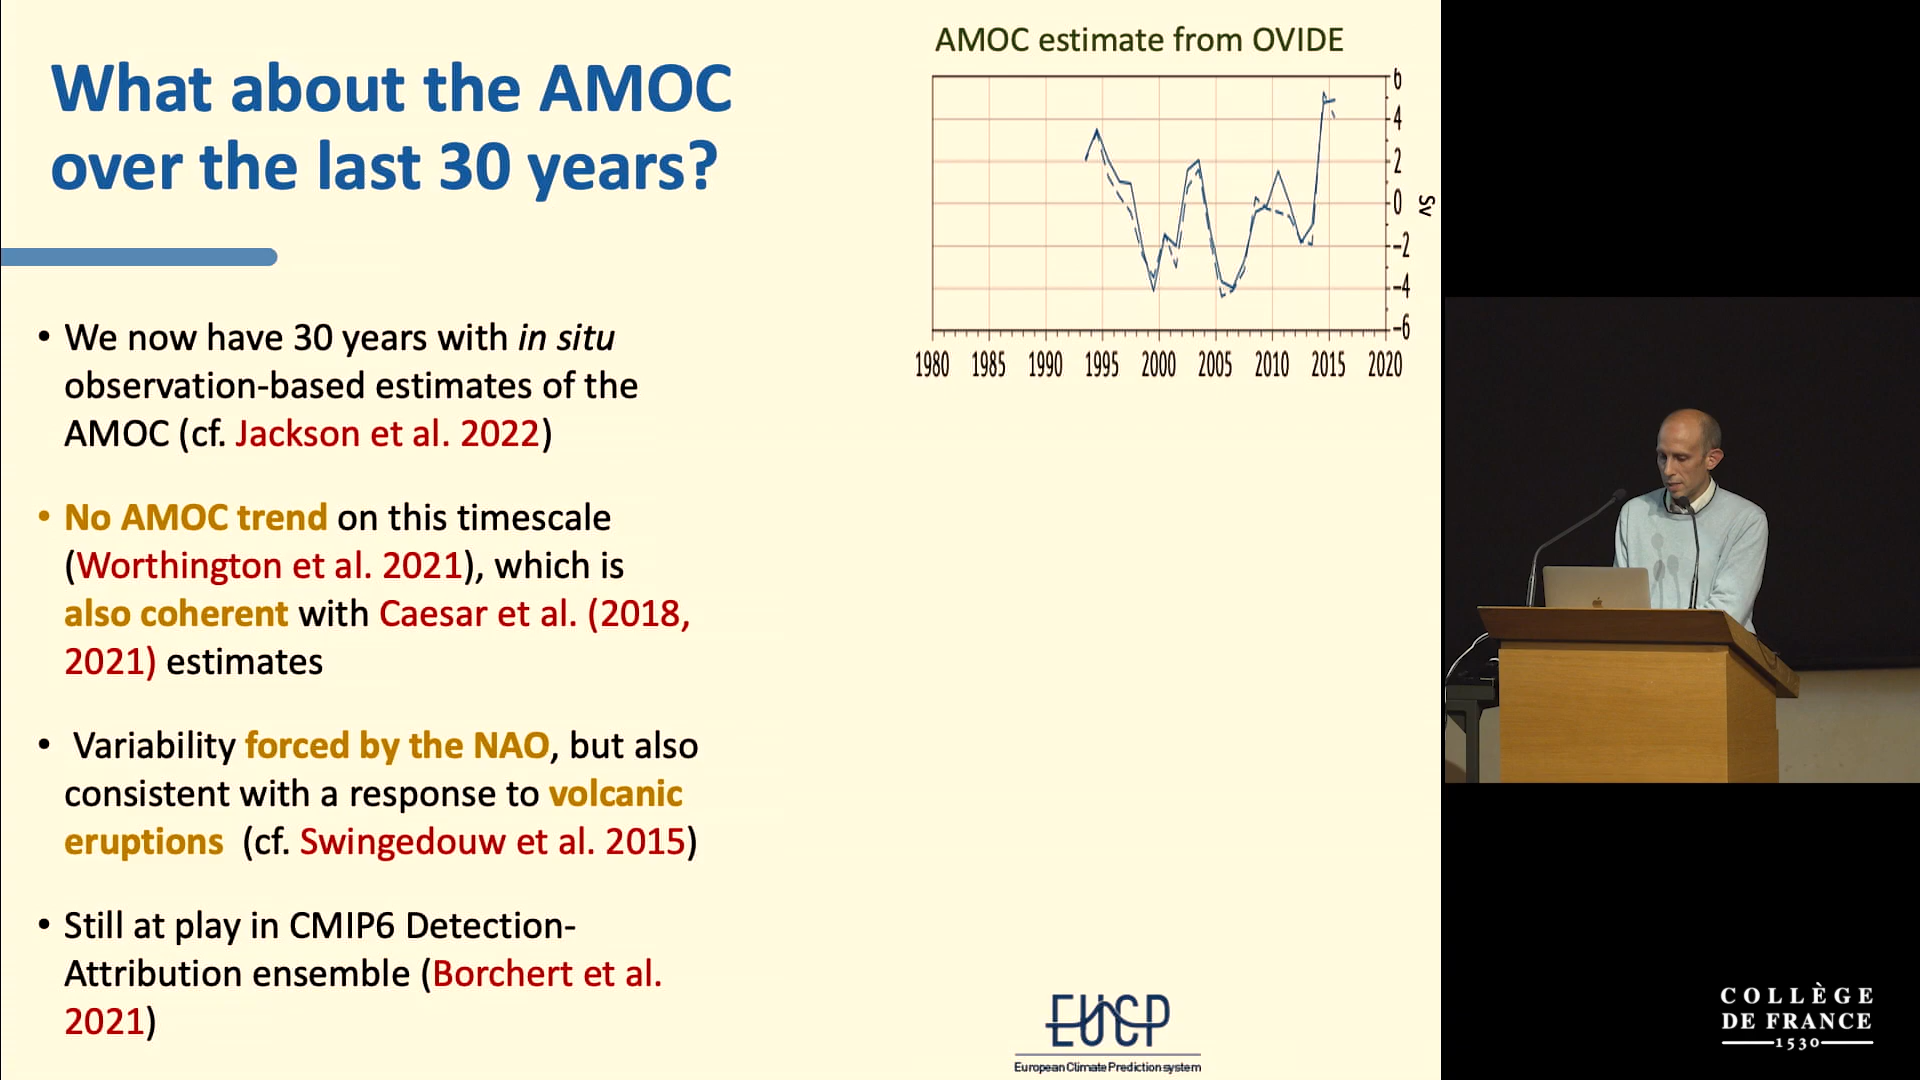 What about the AMOC
over the last 30 years?
• We now have 30 years with in situ
observation-based estimates of the
AMOC (cf. Jackson et al. 2022)
• No AMOC trend on this timescale
(Worthington et al. 2021), which is
also coherent with Caesar et al. (2018,
2021) estimates
• Variability forced by the NAO, but also
consistent with a response to volcanic
eruptions (cf. Swingedouw et al. 2015)
• Still at play in CMIP6 Detection-
Attribution ensemble (Borchert et al.
2021)
AMOC estimate from OVIDE
6
4
2
0
-2
-4
-6
Sv
1980 1985 1990 1995 2000 2005 2010 2015 2020
EUCP
European Climate Prediction system
COLLÈGE
DE FRANCE
1530